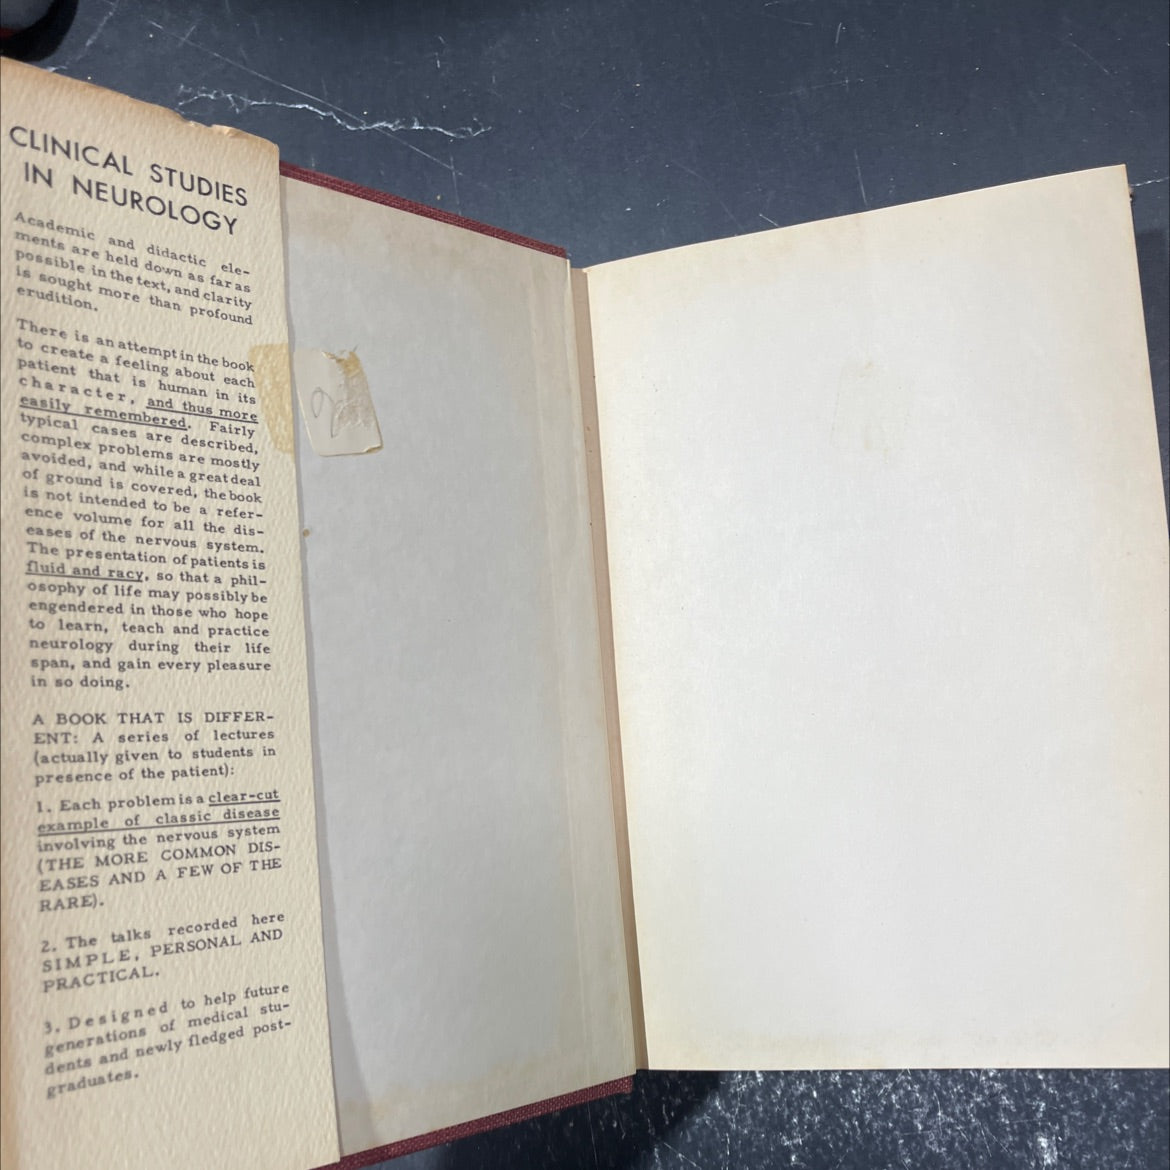 CLINICAL STUDIES
IN NEUROLOGY
Academic and didactic ele-
ments are held down as far as
possible in the text, and clarity
is sought more than profound
erudition.
There is an attempt in the book
to create a feeling about each
patient that is human in its
character, and thus more
easily remembered. Fairly
typical cases are described,
complex problems are mostly
avoided, and while a great deal
of ground is covered, the book
is not intended to be a refer-
ence volume for all the dis-
eases of the nervous system.
The presentation of patients is
fluid and racy, so that a phil-
osophy of life may possibly be
engendered in those who hope
to learn, teach and practice
neurology during their life
span, and gain every pleasure
in so doing.
A BOOK THAT IS DIFFER-
ENT: A series of lectures
(actually given to students in
presence of the patient):
1. Each problem is a clear-cut
example of classic disease
involving the nervous system
(THE MORE COMMON DIS-
EASES AND A FEW OF THE
RARE).
2. The talks recorded here
SIMPLE, PERSONAL AND
PRACTICAL.
3. Designed to help future
generations of medical stu-
dents and newly fledged post-
graduates.